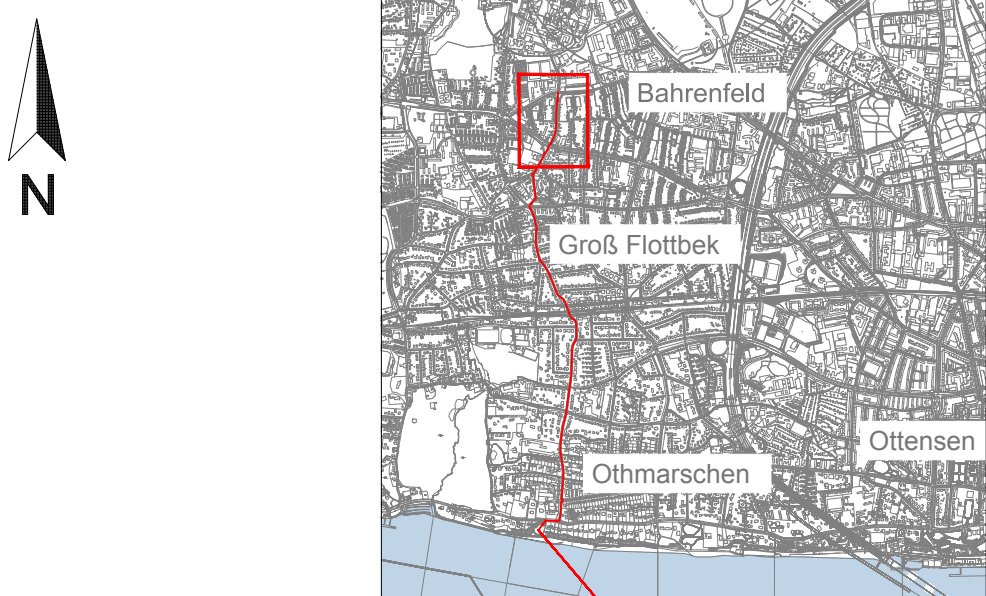 N
Bahrenfeld
Groß Flottbek
Ottensen
Othmarschen